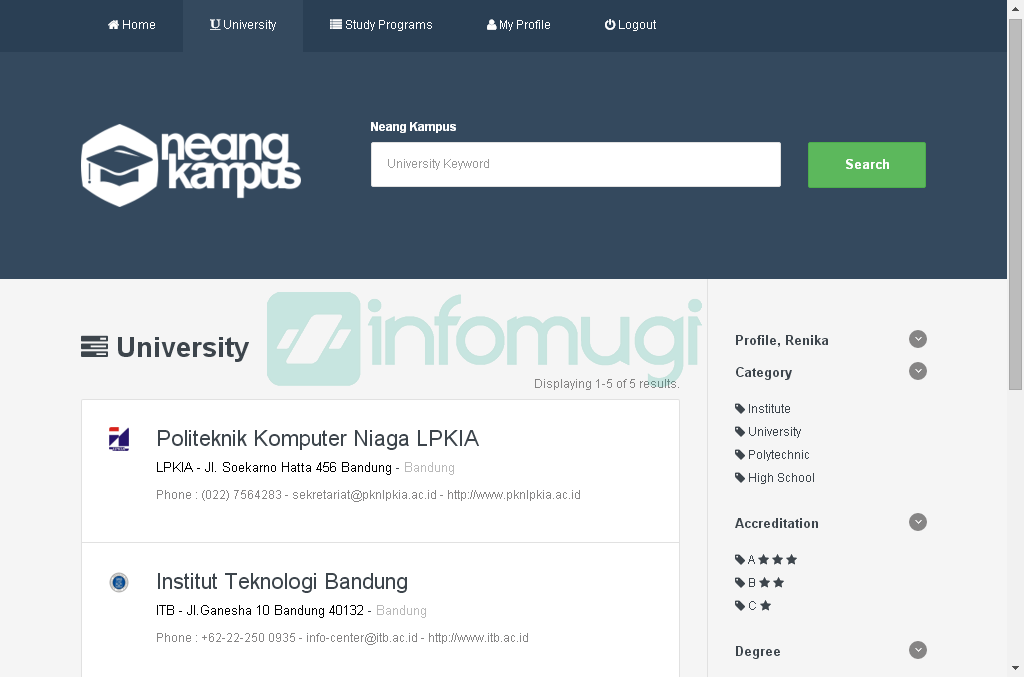 Home University Study Programs My Profile Logout
neang
kampus
Neang Kampus
University Keyword
Search
infomugi
University
Displaying 1-5 of 5 results.
Politeknik Komputer Niaga LPKIA
LPKIA - Jl. Soekarno Hatta 456 Bandung - Bandung
Phone : (022) 7564283 - sekretariat@pknlpkia.ac.id - http://www.pknlpkia.ac.id
Institut Teknologi Bandung
ITB - Jl.Ganesha 10 Bandung 40132 - Bandung
Phone : +62-22-250 0935 - info-center@itb.ac.id - http://www.itb.ac.id
Profile, Renika
Category
Institute
University
Polytechnic
High School
Accreditation
A
B
C
Degree